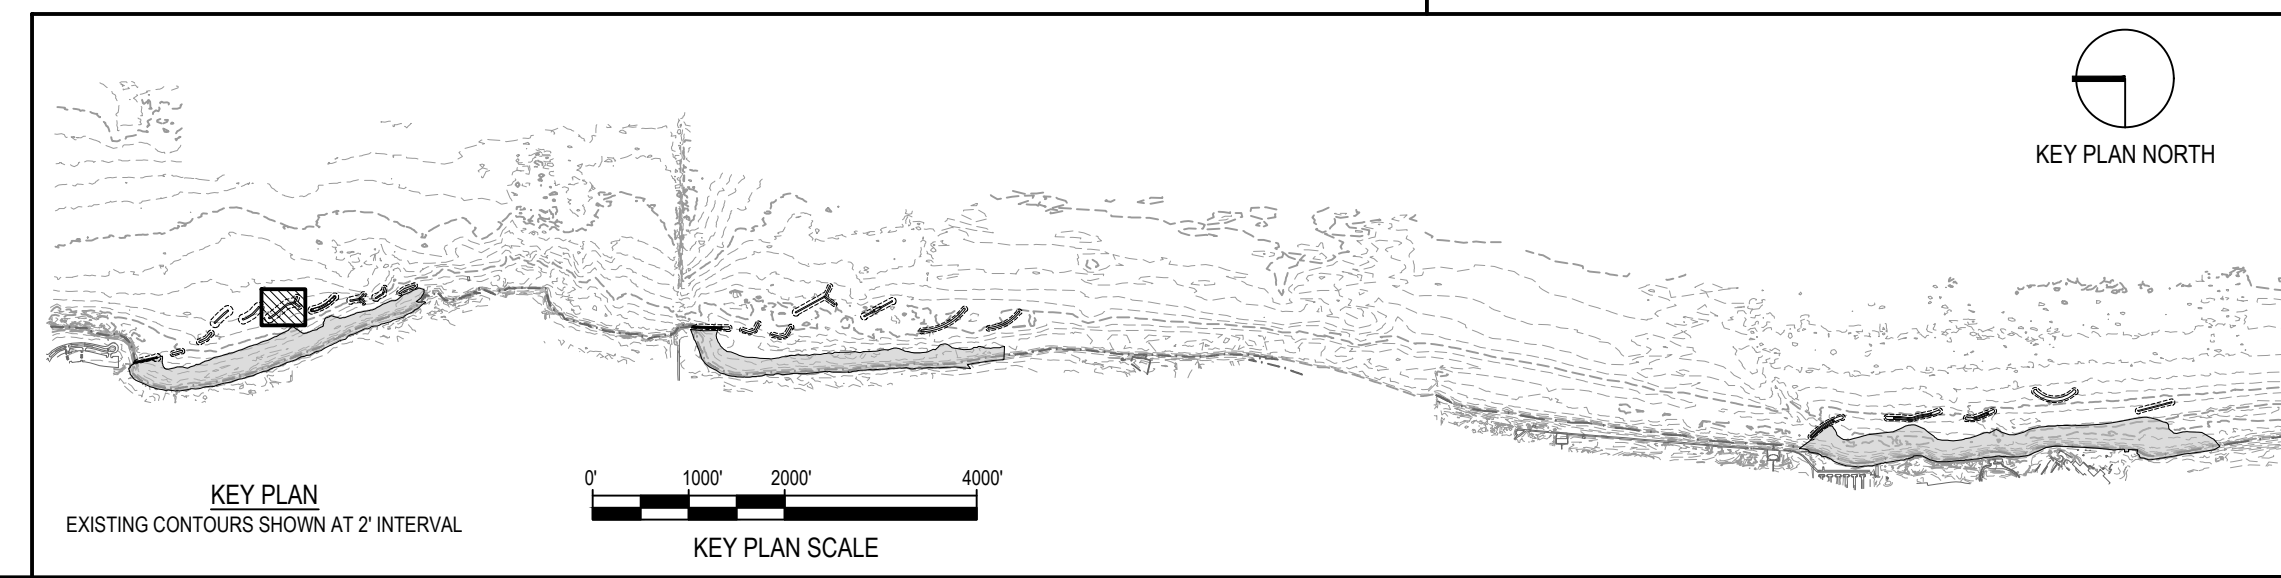 KEY PLAN NORTH
0' 1000' 2000' 4000'
KEY PLAN
EXISTING CONTOURS SHOWN AT 2' INTERVAL
KEY PLAN SCALE